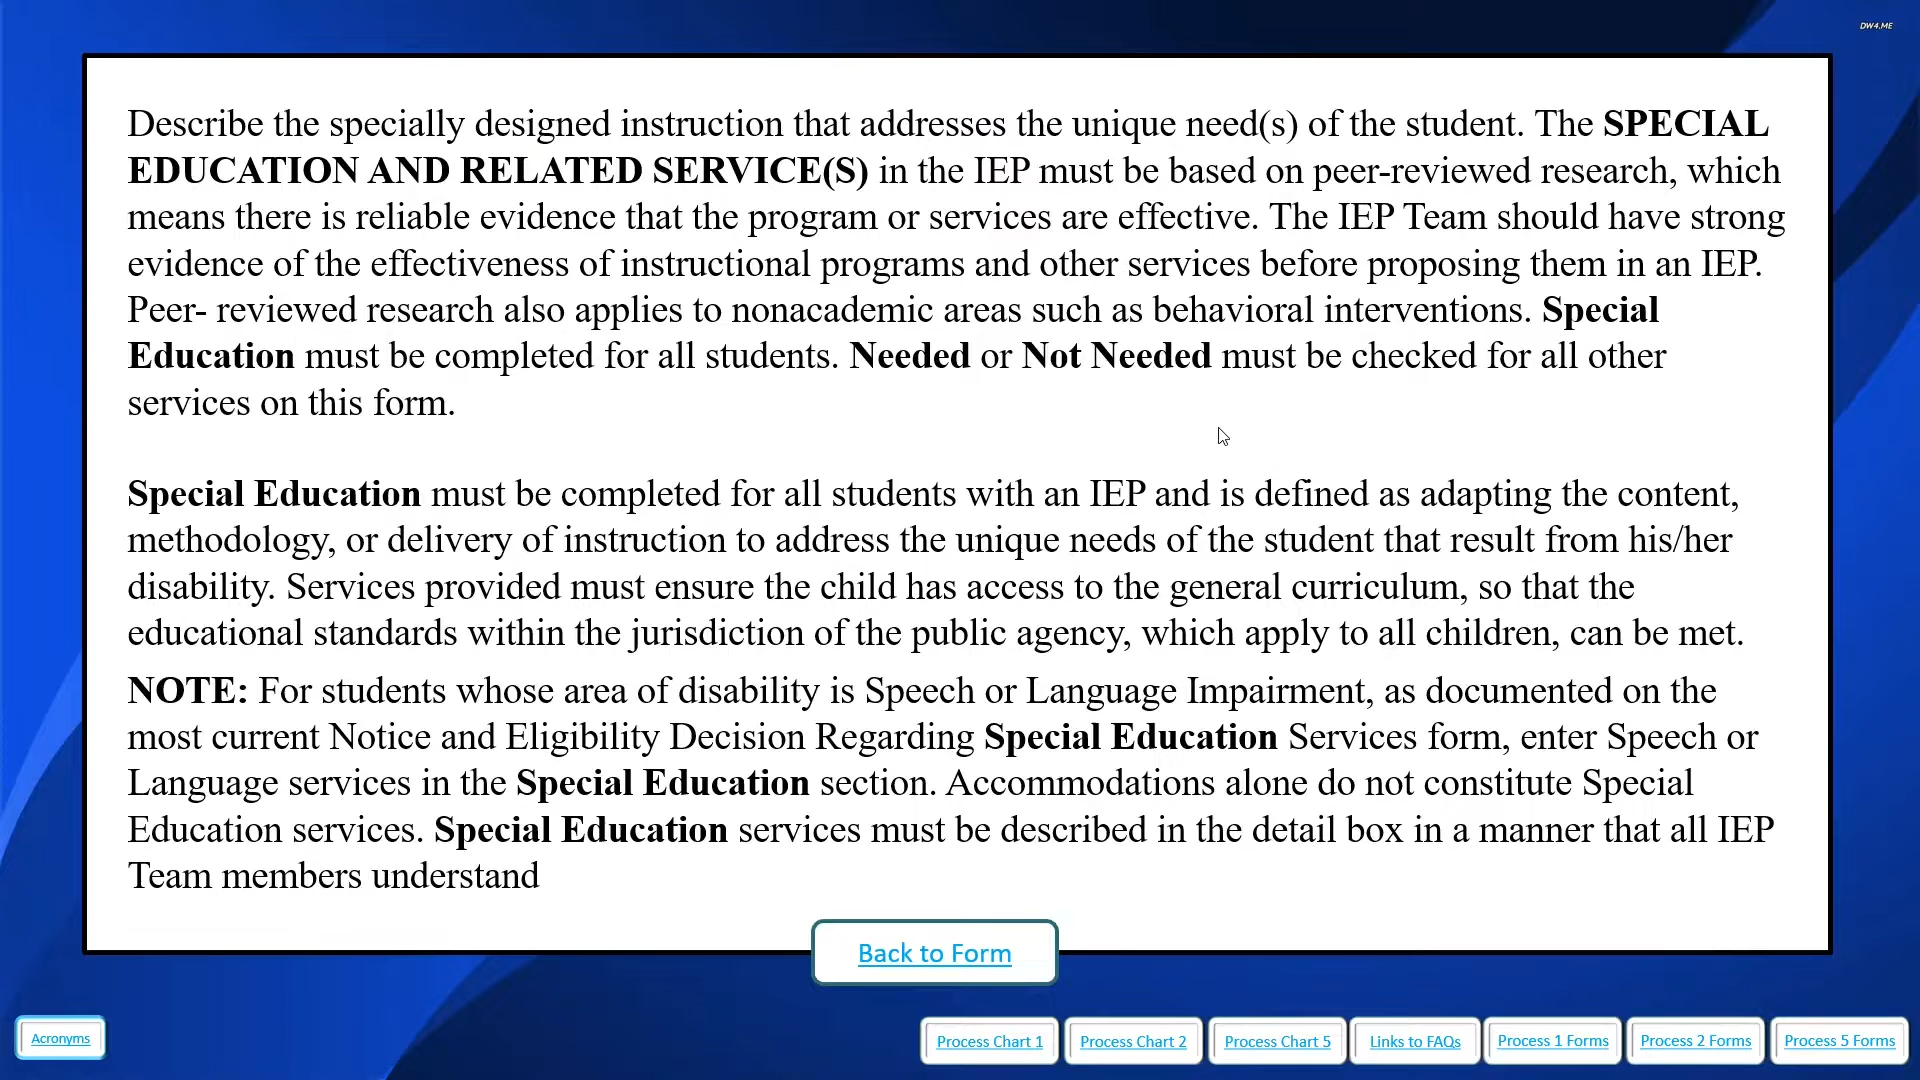 DW4.ME
Describe the specially designed instruction that addresses the unique need(s) of the student. The SPECIAL
EDUCATION AND RELATED SERVICE(S) in the IEP must be based on peer-reviewed research, which
means there is reliable evidence that the program or services are effective. The IEP Team should have strong
evidence of the effectiveness of instructional programs and other services before proposing them in an IEP.
Peer- reviewed research also applies to nonacademic areas such as behavioral interventions. Special
Education must be completed for all students. Needed or Not Needed must be checked for all other
services on this form.
Special Education must be completed for all students with an IEP and is defined as adapting the content,
methodology, or delivery of instruction to address the unique needs of the student that result from his/her
disability. Services provided must ensure the child has access to the general curriculum, so that the
educational standards within the jurisdiction of the public agency, which apply to all children, can be met.
NOTE: For students whose area of disability is Speech or Language Impairment, as documented on the
most current Notice and Eligibility Decision Regarding Special Education Services form, enter Speech or
Language services in the Special Education section. Accommodations alone do not constitute Special
Education services. Special Education services must be described in the detail box in a manner that all IEP
Team members understand
Back to Form
Acronyms
Process Chart 1
Process Chart 2
Process Chart 5
Links to FAQs
Process 1 Forms
Process 2 Forms
Process 5 Forms